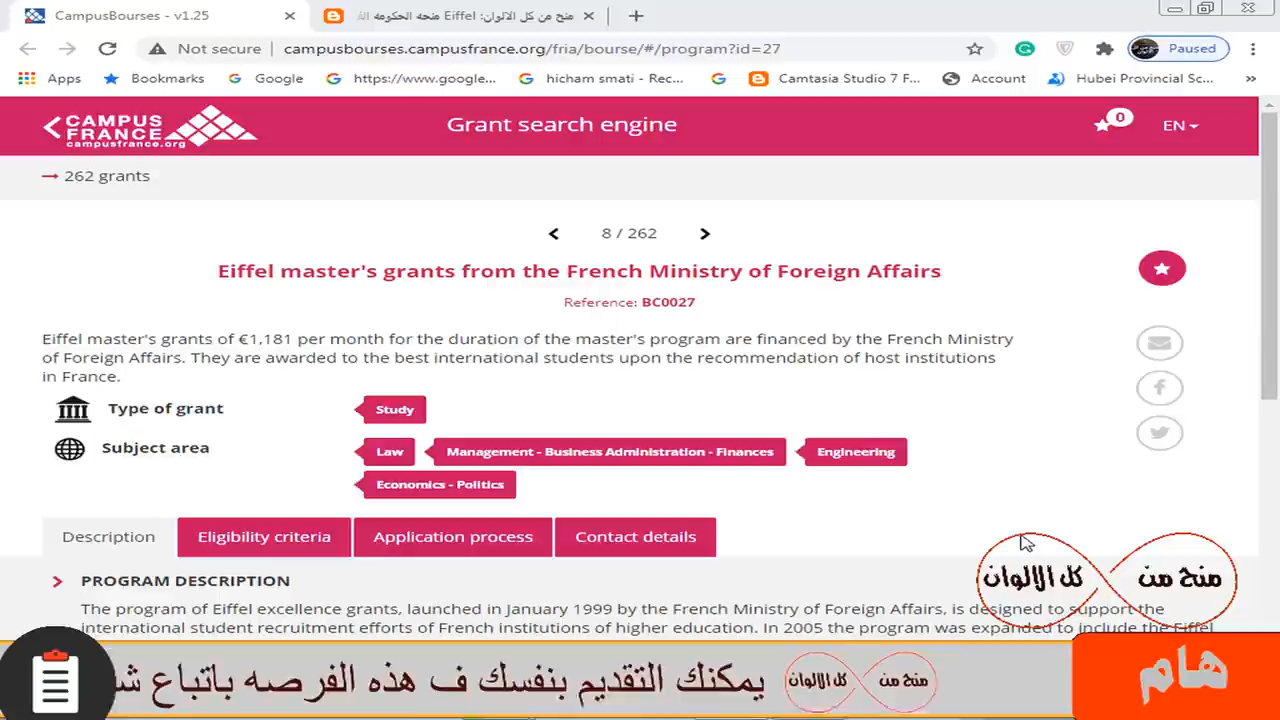 CampusBourses - v1.25
منح من كل الالوان: Eiffel منحه الحكومه
Not secure
campusbourses.campusfrance.org/fria/bourse/#/program?id=27
Paused
Apps
Bookmarks
Google
https://www.google...
hicham smati - Rec...
Camtasia Studio 7 F...
Account
Hubei Provincial Sc...
»
CAMPUS
FRANCE
campusfrance.org
Grant search engine
0
EN
262 grants
8 / 262
Eiffel master's grants from the French Ministry of Foreign Affairs
Reference: BC0027
Eiffel master's grants of €1,181 per month for the duration of the master's program are financed by the French Ministry
of Foreign Affairs. They are awarded to the best international students upon the recommendation of host institutions
in France.
Type of grant
Study
Subject area
Law
Management - Business Administration - Finances
Engineering
Economics - Politics
Description
Eligibility criteria
Application process
Contact details
PROGRAM DESCRIPTION
The program of Eiffel excellence grants, launched in January 1999 by the French Ministry of Foreign Affairs, is designed to support the
international student recruitment efforts of French institutions of higher education. In 2005 the program was expanded to include the Eiffel
منح من كل الالوان
هام
منح من كل الالوان
يمكنك التقديم بنفسك ف هذه الفرصه باتباع